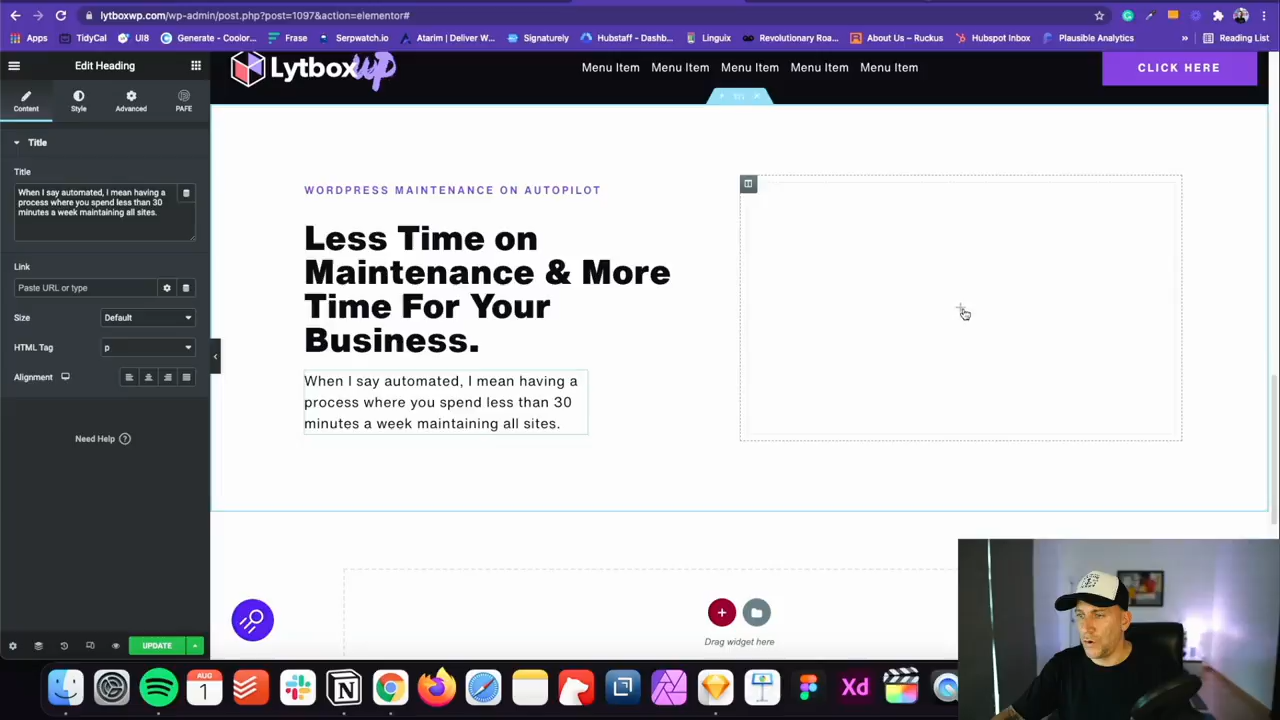 lytboxwp.com/wp-admin/post.php?post=1097&action=elementor#
Apps TidyCal UI8 Generate - Coolor... Frase Serpwatch.io Atarim | Deliver W... Signaturely Hubstaff - Dashb... Linguix Revolutionary Roa... About Us – Ruckus Hubspot Inbox Plausible Analytics » Reading List
Edit Heading
Lytboxwp
Menu Item Menu Item Menu Item Menu Item Menu Item
CLICK HERE
Content Style Advanced PAFE
Title
Title
When I say automated, I mean having a
process where you spend less than 30
minutes a week maintaining all sites.
Link
Paste URL or type
Size Default
HTML Tag p
Alignment
Need Help
UPDATE
WORDPRESS MAINTENANCE ON AUTOPILOT
Less Time on
Maintenance & More
Time For Your
Business.
When I say automated, I mean having a
process where you spend less than 30
minutes a week maintaining all sites.
Drag widget here
AUG
1
Xd